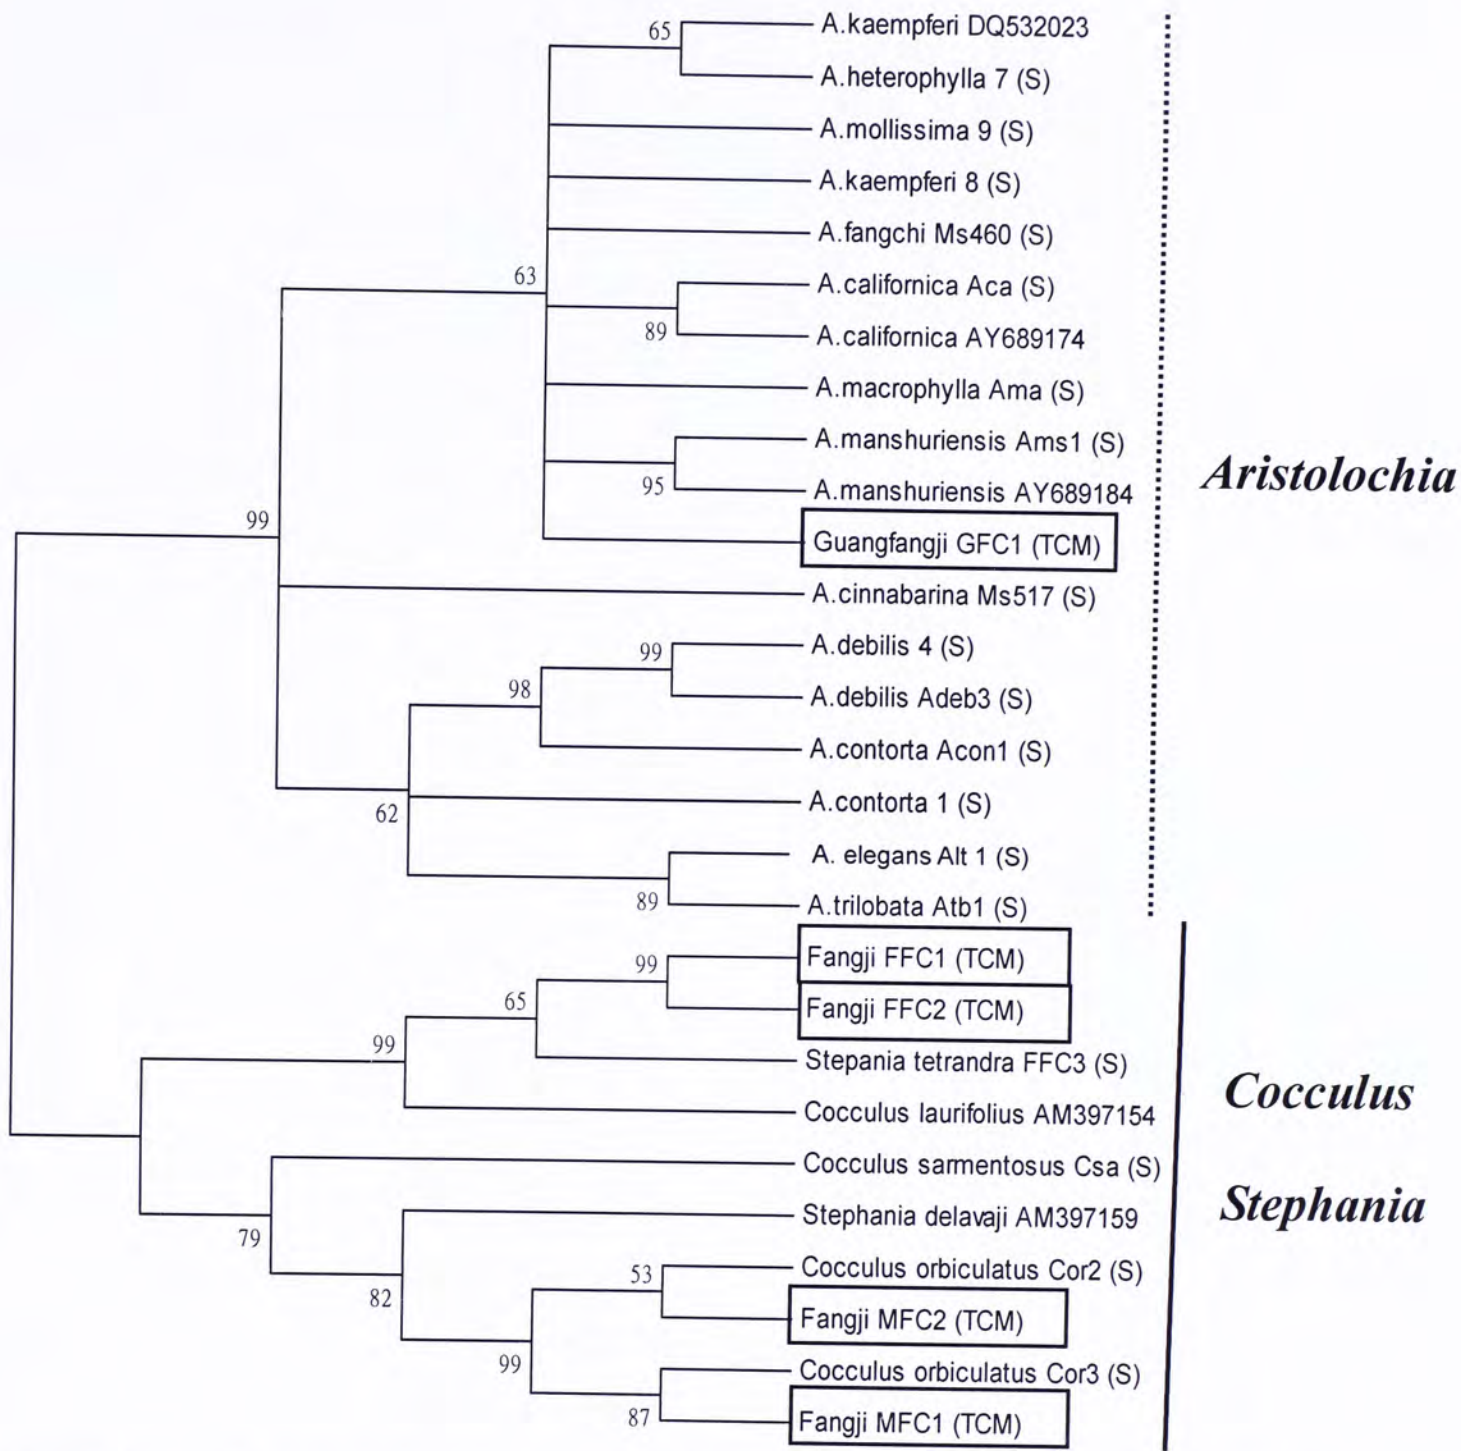 65
A.kaempferi DQ532023
A.heterophylla 7 (S)
A.mollissima 9 (S)
A.kaempferi 8 (S)
A.fangchi Ms460 (S)
63
A.californica Aca (S)
89
A.californica AY689174
A.macrophylla Ama (S)
A.manshuriensis Ams1 (S)
95
A.manshuriensis AY689184
Aristolochia
99
Guangfangji GFC1 (TCM)
A.cinnabarina Ms517 (S)
99
A.debilis 4 (S)
98
A.debilis Adeb3 (S)
A.contorta Acon1 (S)
62
A.contorta 1 (S)
A. elegans Alt 1 (S)
89
A.trilobata Atb1 (S)
99
Fangji FFC1 (TCM)
65
Fangji FFC2 (TCM)
99
Stepania tetrandra FFC3 (S)
Cocculus laurifolius AM397154
Cocculus
Cocculus sarmentosus Csa (S)
79
Stephania delavaji AM397159
Stephania
53
Cocculus orbiculatus Cor2 (S)
82
Fangji MFC2 (TCM)
99
Cocculus orbiculatus Cor3 (S)
87
Fangji MFC1 (TCM)